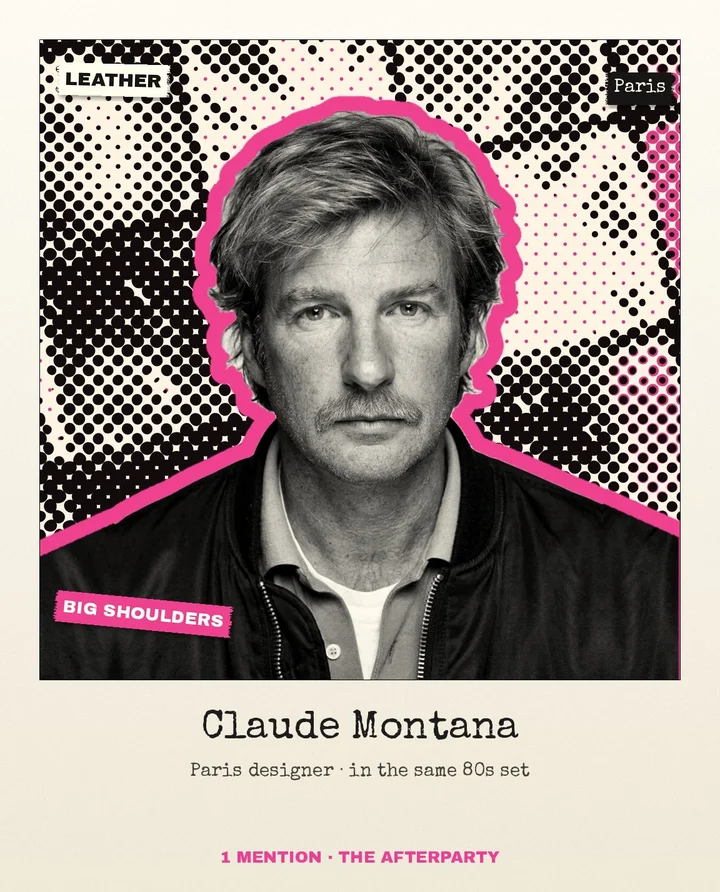 LEATHER
Paris
BIG SHOULDERS
Claude Montana
Paris designer · in the same 80s set
1 MENTION · THE AFTERPARTY